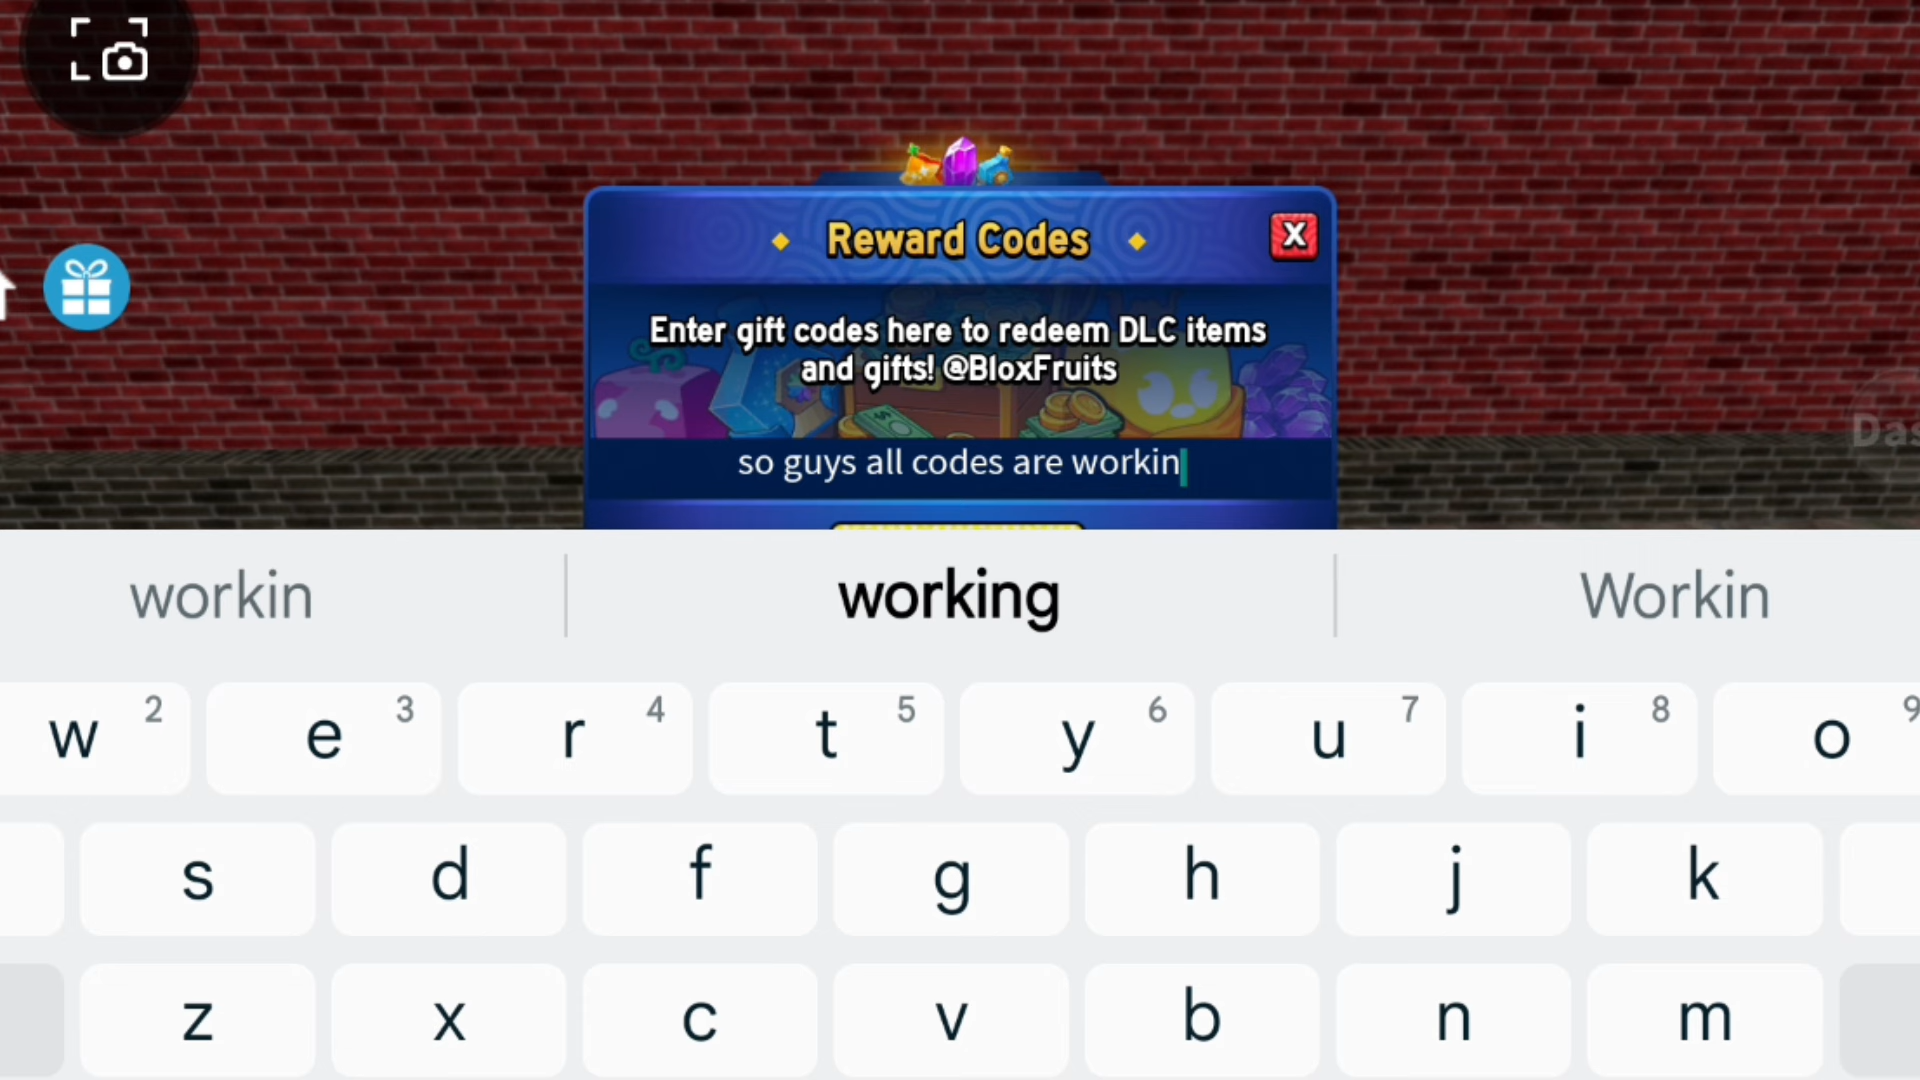 Reward Codes
X
Enter gift codes here to redeem DLC items
and gifts! @BloxFruits
Das
so guys all codes are workin
workin working Workin
w 2 e 3 r 4 t 5 y 6 u 7 i 8 o 9
s d f g h j k
z x c v b n m